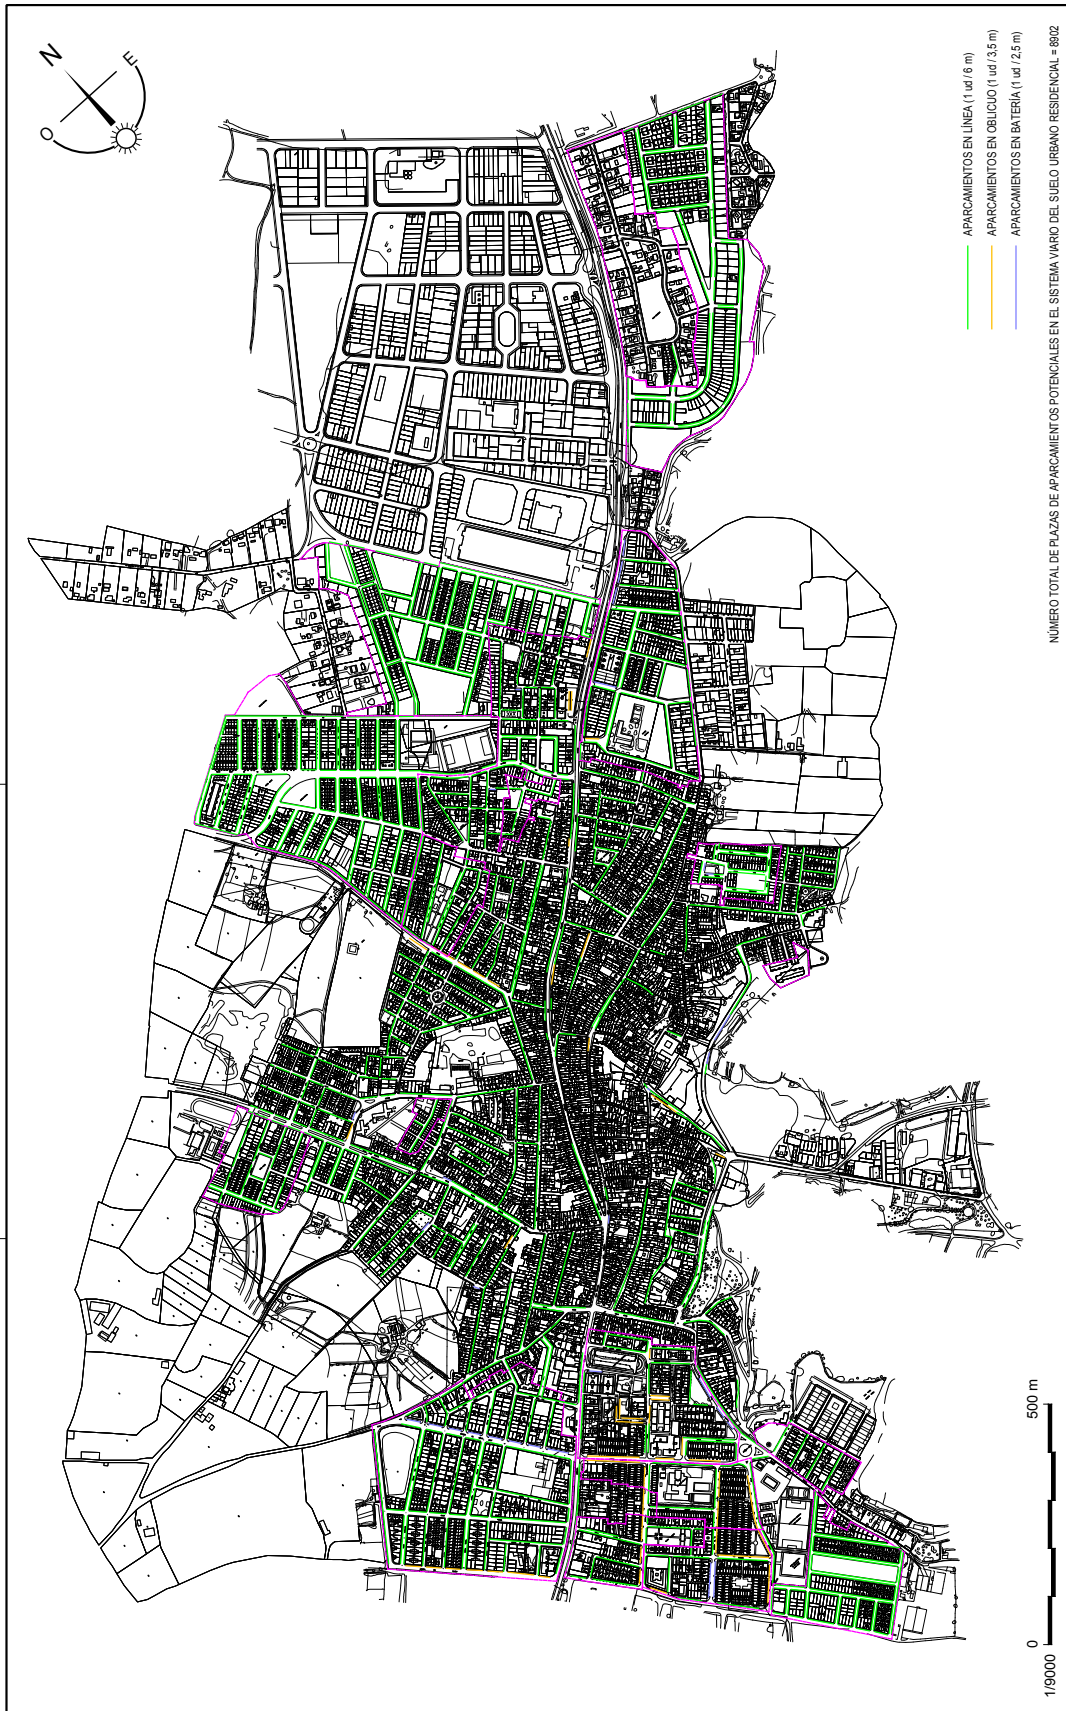 N
E
O
APARCAMIENTOS EN LÍNEA (1 ud / 6 m)
APARCAMIENTOS EN OBLICUO (1 ud / 3,5 m)
APARCAMIENTOS EN BATERÍA (1 ud / 2,5 m)
NÚMERO TOTAL DE PLAZAS DE APARCAMIENTOS POTENCIALES EN EL SISTEMA VIARIO DEL SUELO URBANO RESIDENCIAL = 8902
0 500 m
1/9000